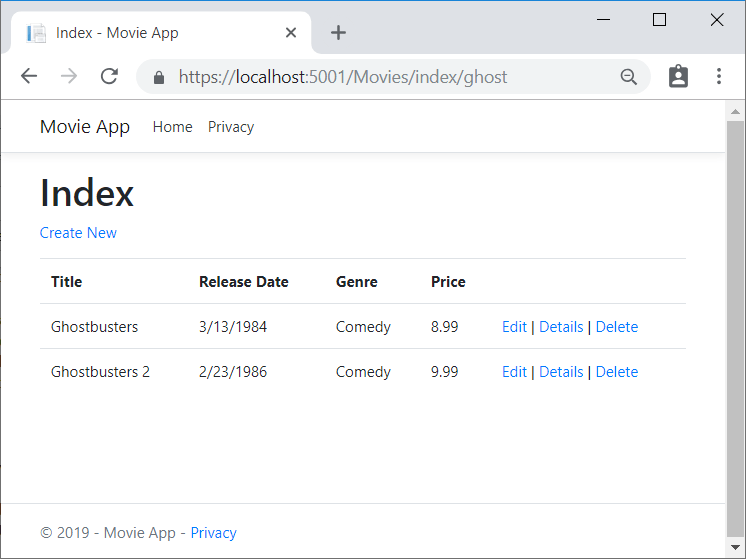 Index - Movie App
https://localhost:5001/Movies/index/ghost
Movie App Home Privacy
Index
Create New
Title Release Date Genre Price
Ghostbusters 3/13/1984 Comedy 8.99 Edit | Details | Delete
Ghostbusters 2 2/23/1986 Comedy 9.99 Edit | Details | Delete
© 2019 - Movie App - Privacy